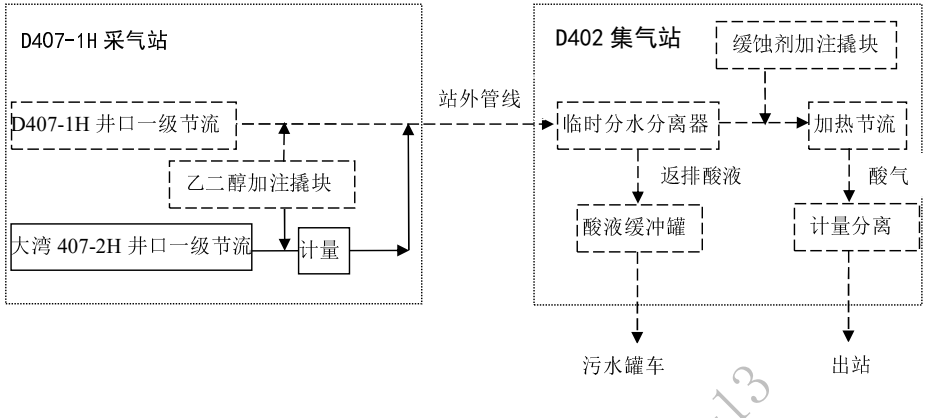 D407-1H 采气站
D407-1H 井口一级节流
乙二醇加注撬块
大湾 407-2H 井口一级节流
计量
站外管线
D402 集气站
缓蚀剂加注撬块
临时分水分离器
加热节流
返排酸液
酸气
酸液缓冲罐
计量分离
污水罐车
出站